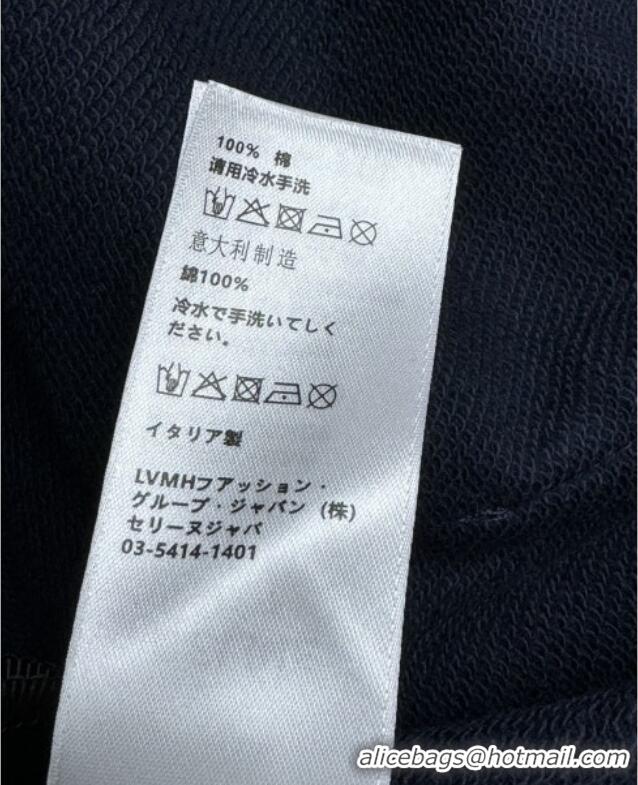 100% 棉
请用冷水手洗
意大利制造
綿100%
冷水で手洗いてしく
ださい。
イタリア製
LVMHフアッション・
グループ・ジャパン (株)
セリーヌジャパ
03-5414-1401
alicebags@hotmail.com